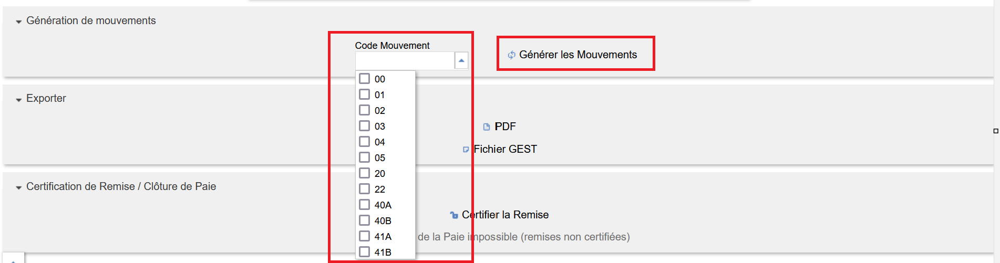 Génération de mouvements
Code Mouvement
Générer les Mouvements
00
01
02
03
04
05
20
22
40A
40B
41A
41B
Exporter
PDF
Fichier GEST
Certification de Remise / Clôture de Paie
Certifier la Remise
de la Paie impossible (remises non certifiées)